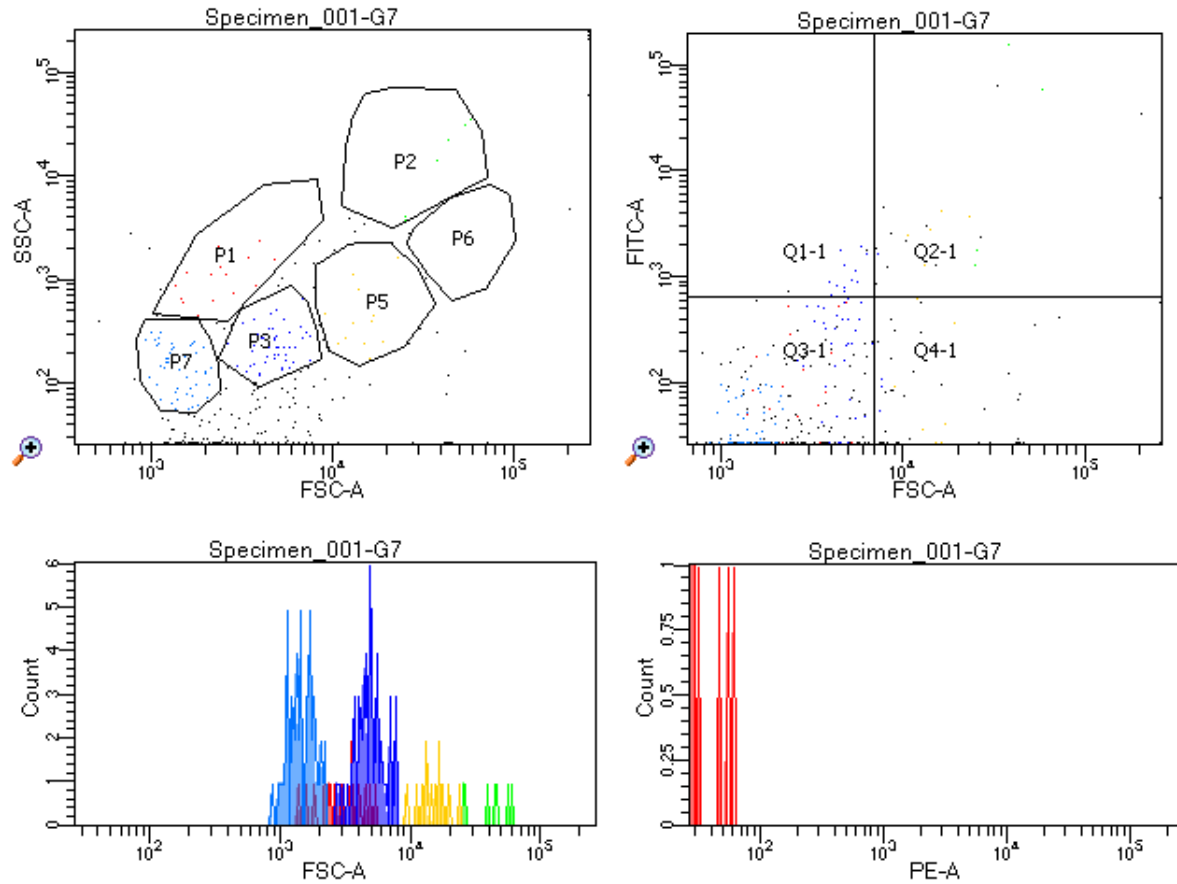 Specimen_001-G7
SSC-A
10^5
10^4
10^3
10^2
P1
P2
P3
P5
P6
P7
10^3 10^4 10^5
FSC-A
Specimen_001-G7
FITC-A
10^5
10^4
10^3
10^2
Q1-1 Q2-1
Q3-1 Q4-1
10^3 10^4 10^5
FSC-A
Specimen_001-G7
Count
6
5
4
3
2
1
0
10^2 10^3 10^4 10^5
FSC-A
Specimen_001-G7
Count
1
0.75
0.5
0.25
0
10^2 10^3 10^4 10^5
PE-A